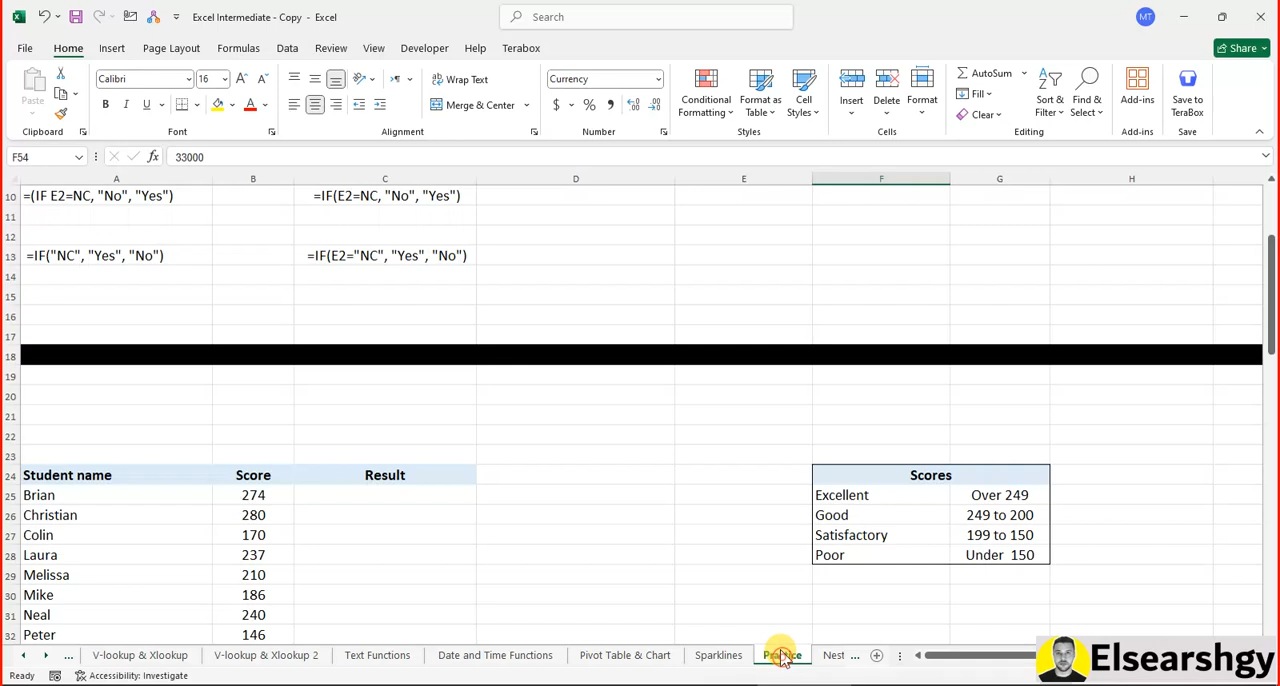 Excel Intermediate - Copy - Excel
Search
MT
File Home Insert Page Layout Formulas Data Review View Developer Help Terabox
Share
Paste
Calibri 16
B I U
Wrap Text
Merge & Center
Currency
$ %
Conditional Formatting
Format as Table
Cell Styles
Insert Delete Format
AutoSum
Fill
Clear
Sort & Filter
Find & Select
Add-ins
Save to TeraBox
Clipboard Font Alignment Number Styles Cells Editing Add-ins Save
F54 fx 33000
A B C D E F G H
10 =(IF E2=NC, "No", "Yes") =IF(E2=NC, "No", "Yes")
11
12
13 =IF("NC", "Yes", "No") =IF(E2="NC", "Yes", "No")
14
15
16
17
18
19
20
21
22
23
24 Student name Score Result Scores
25 Brian 274 Excellent Over 249
26 Christian 280 Good 249 to 200
27 Colin 170 Satisfactory 199 to 150
28 Laura 237 Poor Under 150
29 Melissa 210
30 Mike 186
31 Neal 240
32 Peter 146
... V-lookup & Xlookup V-lookup & Xlookup 2 Text Functions Date and Time Functions Pivot Table & Chart Sparklines Practice Nest ...
Ready Accessibility: Investigate
Elsearshgy